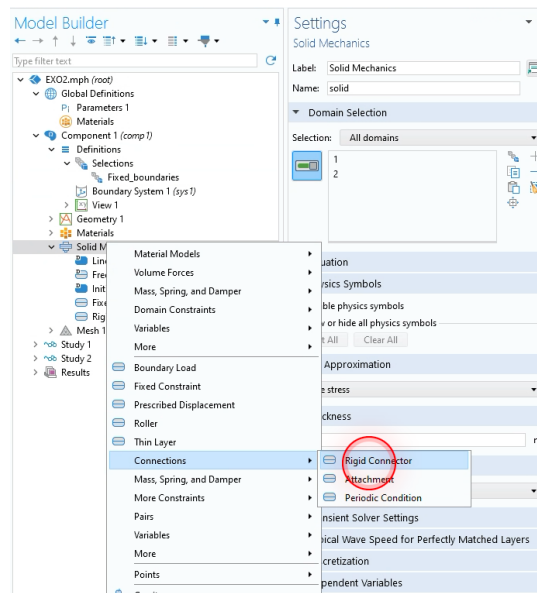 Model Builder
Type filter text
EXO2.mph (root)
Global Definitions
Pi Parameters 1
Materials
Component 1 (comp1)
Definitions
Selections
Fixed_boundaries
Boundary System 1 (sys1)
View 1
Geometry 1
Materials
Solid M
Line
Free
Init
Fixe
Rig
Mesh 1
Study 1
Study 2
Results
Material Models
Volume Forces
Mass, Spring, and Damper
Domain Constraints
Variables
More
Boundary Load
Fixed Constraint
Prescribed Displacement
Roller
Thin Layer
Connections
Mass, Spring, and Damper
More Constraints
Pairs
Variables
More
Points
Rigid Connector
Attachment
Periodic Condition
Settings
Solid Mechanics
Label: Solid Mechanics
Name: solid
Domain Selection
Selection: All domains
1
2
uation
ysics Symbols
ble physics symbols
w or hide all physics symbols
t All Clear All
Approximation
e stress
ckness
nsient Solver Settings
pical Wave Speed for Perfectly Matched Layers
cretization
pendent Variables